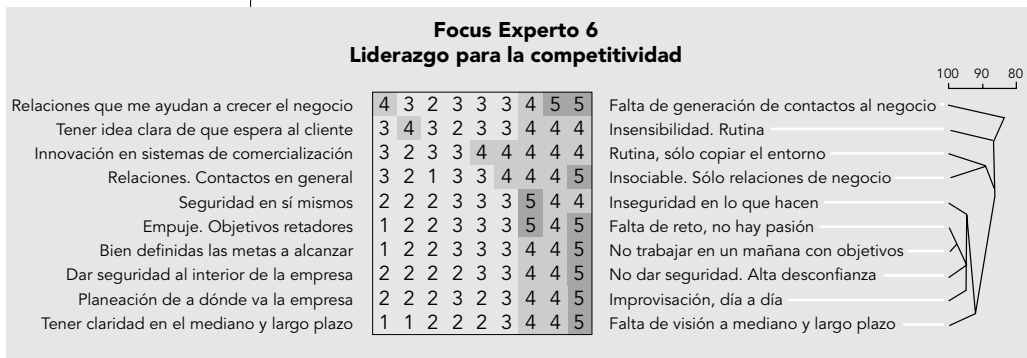 Focus Experto 6
Liderazgo para la competitividad
100 90 80
Relaciones que me ayudan a crecer el negocio 4 3 2 3 3 3 4 5 5 Falta de generación de contactos al negocio
Tener idea clara de que espera al cliente 3 4 3 2 3 3 4 4 4 Insensibilidad. Rutina
Innovación en sistemas de comercialización 3 2 3 3 4 4 4 4 4 Rutina, sólo copiar el entorno
Relaciones. Contactos en general 3 2 1 3 3 4 4 4 5 Insociable. Sólo relaciones de negocio
Seguridad en sí mismos 2 2 2 3 3 3 5 4 4 Inseguridad en lo que hacen
Empuje. Objetivos retadores 1 2 2 3 3 3 5 4 5 Falta de reto, no hay pasión
Bien definidas las metas a alcanzar 1 2 2 3 3 3 4 4 5 No trabajar en un mañana con objetivos
Dar seguridad al interior de la empresa 2 2 2 2 3 3 4 4 5 No dar seguridad. Alta desconfianza
Planeación de a dónde va la empresa 2 2 2 3 2 3 4 4 5 Improvisación, día a día
Tener claridad en el mediano y largo plazo 1 1 2 2 2 3 4 4 5 Falta de visión a mediano y largo plazo